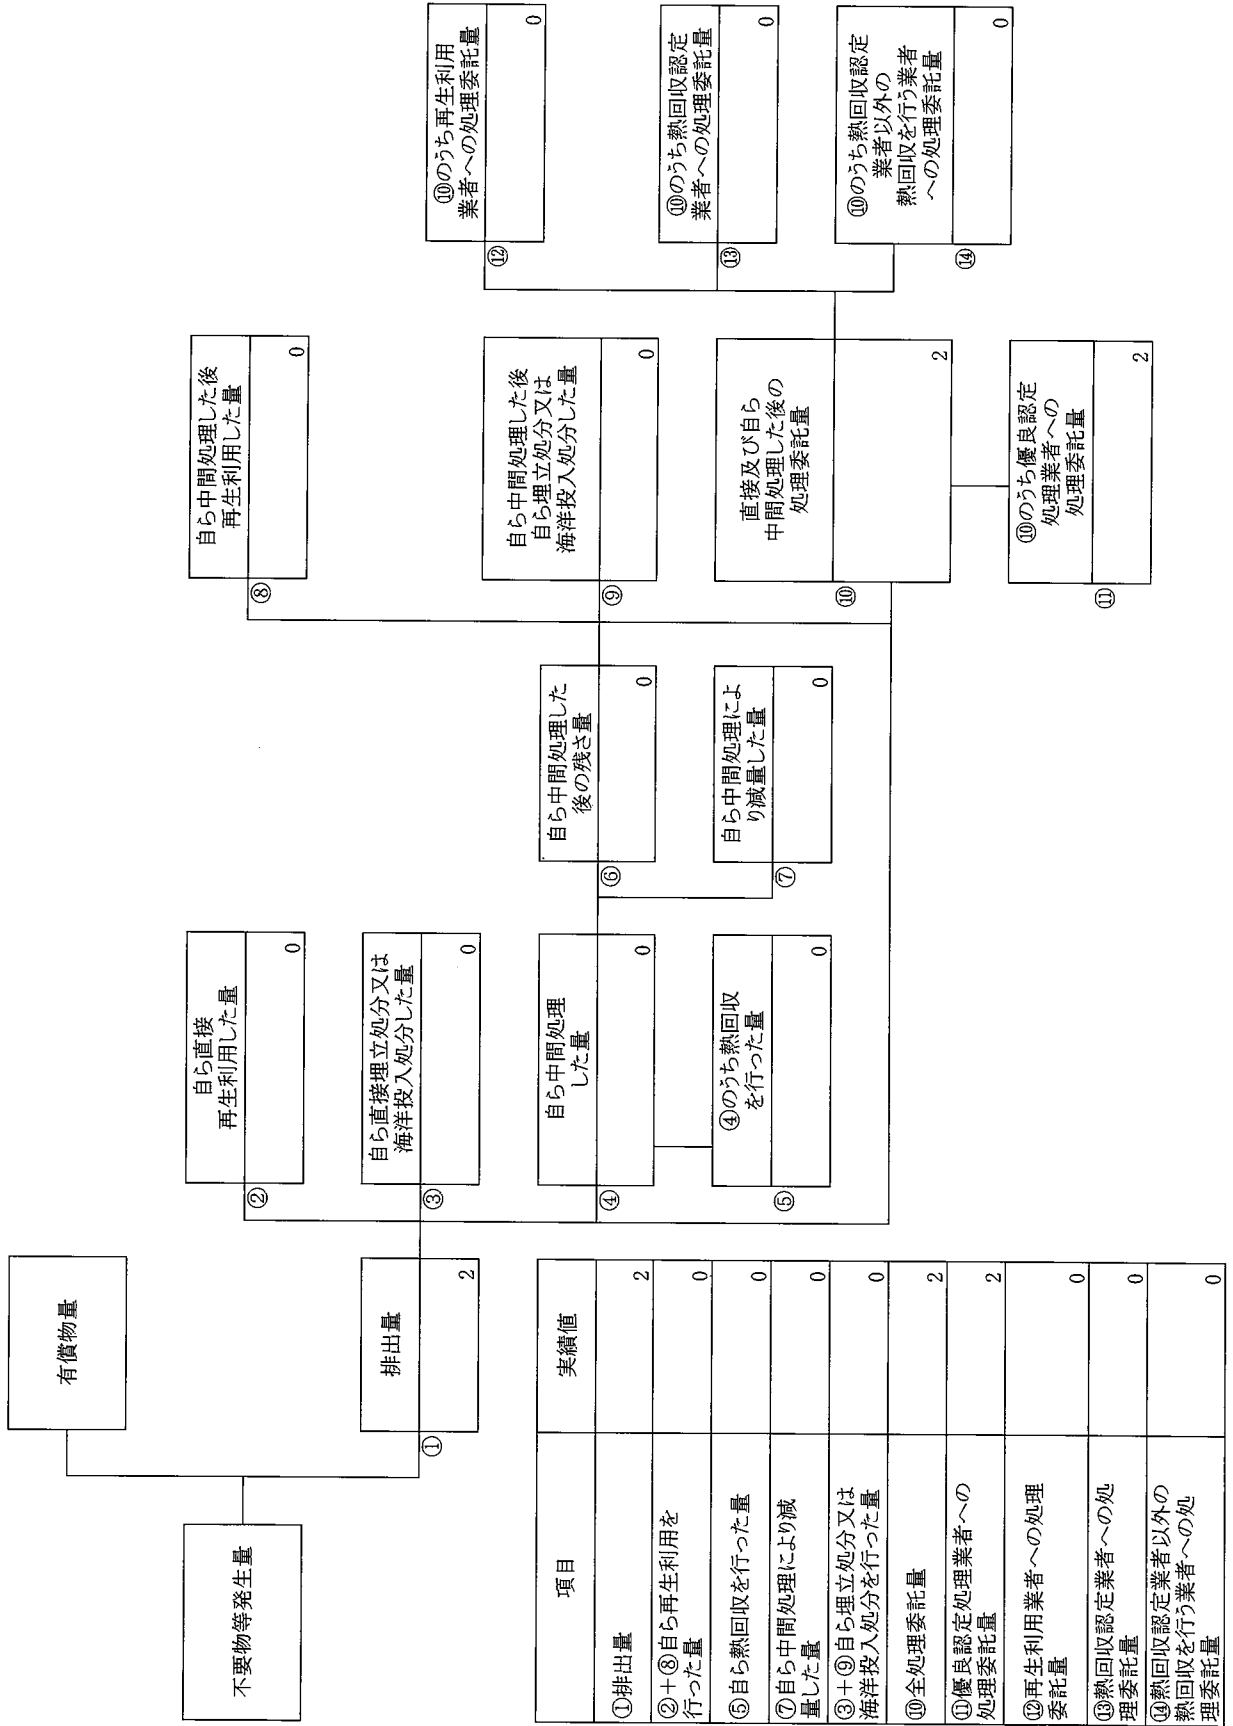 有償物量
不要物等発生量
排出量
①
2
自ら直接
再生利用した量
②
0
自ら直接埋立処分又は
海洋投入処分した量
③
0
自ら中間処理
した量
④
0
④のうち熱回収
を行った量
⑤
0
自ら中間処理した
後の残さ量
⑥
0
自ら中間処理によ
り減量した量
⑦
0
自ら中間処理した後
再生利用した量
⑧
0
自ら中間処理した後
自ら埋立処分又は
海洋投入処分した量
⑨
0
直接及び自ら
中間処理した後の
処理委託量
⑩
2
⑩のうち優良認定
処理業者への
処理委託量
⑪
2
⑩のうち再生利用
業者への処理委託量
⑫
0
⑩のうち熱回収認定
業者への処理委託量
⑬
0
⑩のうち熱回収認定
業者以外の
熱回収を行う業者
への処理委託量
⑭
0
項目 実績値
①排出量 2
②+⑧自ら再生利用を
行った量 0
⑤自ら熱回収を行った量 0
⑦自ら中間処理により減
量した量 0
③+⑨自ら埋立処分又は
海洋投入処分を行った量 0
⑩全処理委託量 2
⑪優良認定処理業者への
処理委託量 2
⑫再生利用業者への処理
委託量 0
⑬熱回収認定業者への処
理委託量 0
⑭熱回収認定業者以外の
熱回収を行う業者への処
理委託量 0